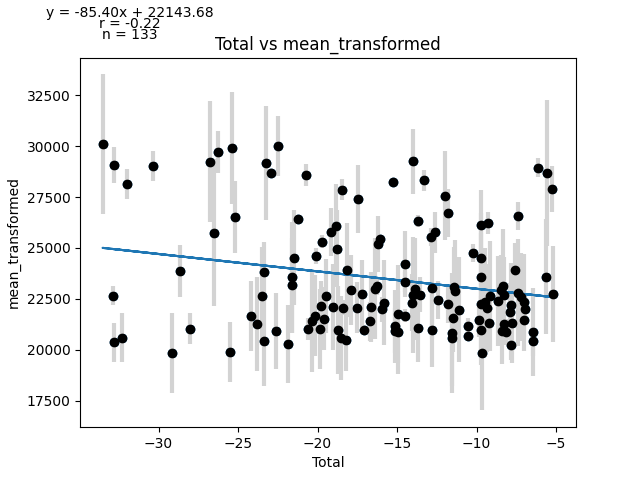 y = -85.40x + 22143.68
r = -0.22
n = 133
Total vs mean_transformed
mean_transformed
32500
30000
27500
25000
22500
20000
17500
−30
−25
−20
−15
−10
−5
Total